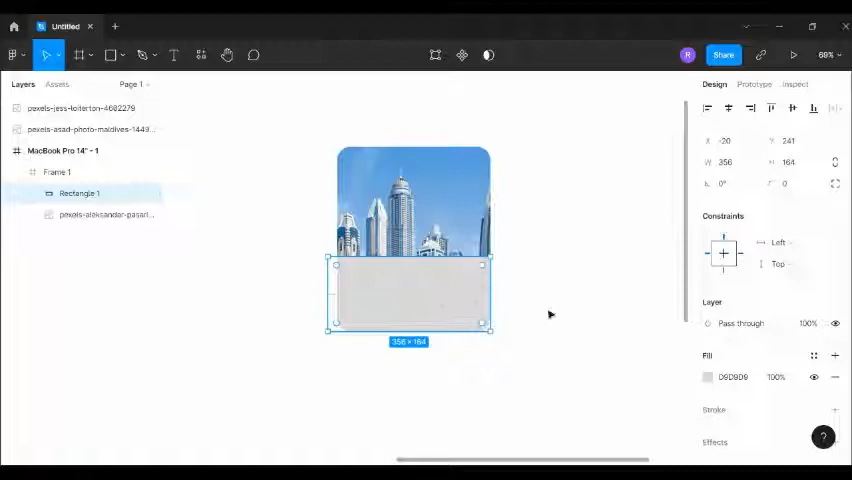 Untitled
R
Share
69%
Layers
Assets
Page 1
Design
Prototype
Inspect
pexels-jess-loiterton-4602279
pexels-asad-photo-maldives-1449...
MacBook Pro 14" - 1
Frame 1
Rectangle 1
pexels-aleksander-pasari...
X
-20
Y
241
W
356
H
164
0°
0
Constraints
Left
Top
Layer
Pass through
100%
Fill
D9D9D9
100%
Stroke
Effects
356 × 164
?